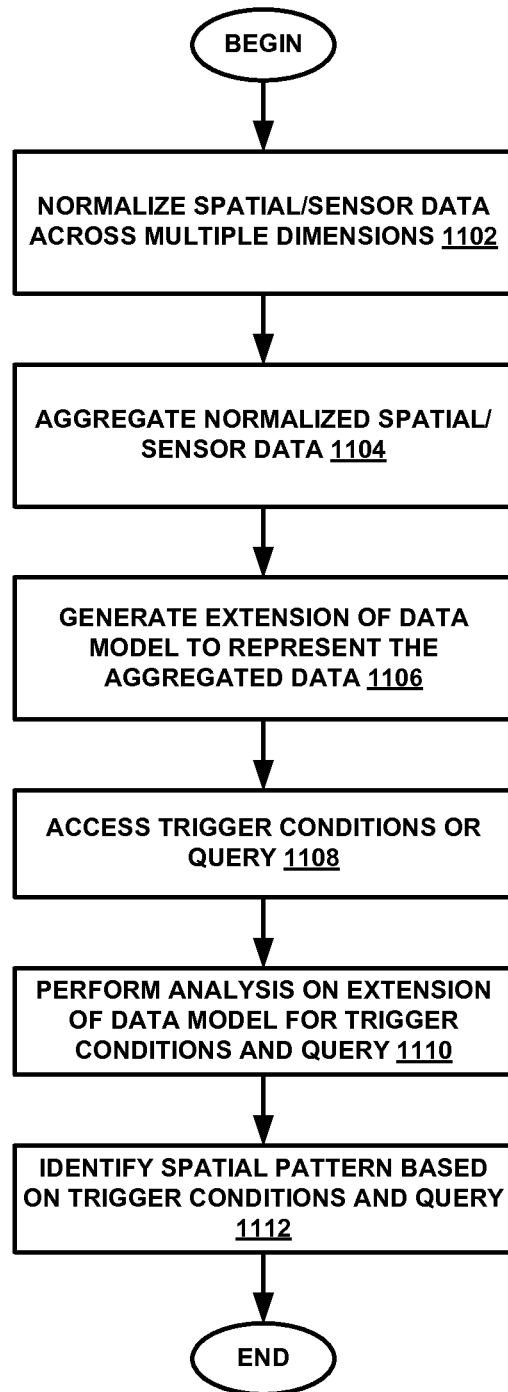 BEGIN
NORMALIZE SPATIAL/SENSOR DATA
ACROSS MULTIPLE DIMENSIONS 1102
AGGREGATE NORMALIZED SPATIAL/
SENSOR DATA 1104
GENERATE EXTENSION OF DATA
MODEL TO REPRESENT THE
AGGREGATED DATA 1106
ACCESS TRIGGER CONDITIONS OR
QUERY 1108
PERFORM ANALYSIS ON EXTENSION
OF DATA MODEL FOR TRIGGER
CONDITIONS AND QUERY 1110
IDENTIFY SPATIAL PATTERN BASED
ON TRIGGER CONDITIONS AND QUERY
1112
END